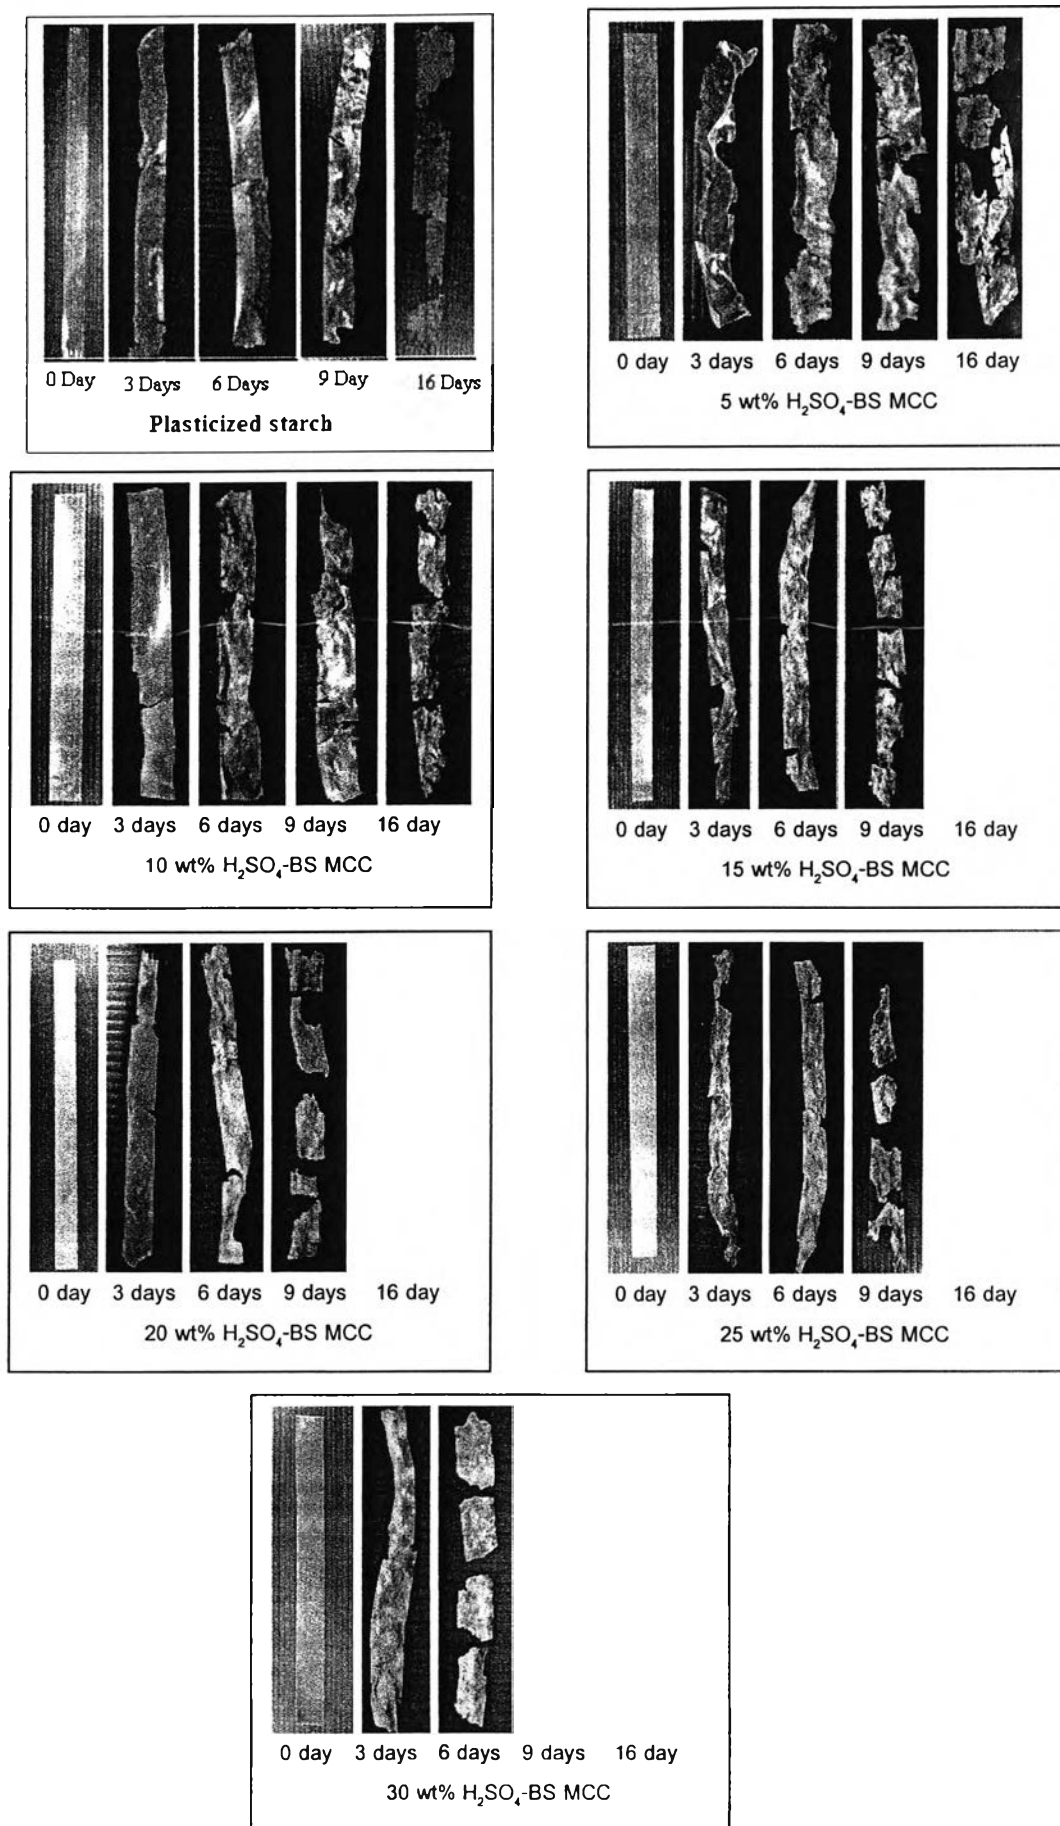 0 Day 3 Days 6 Days 9 Day 16 Days
Plasticized starch
0 day 3 days 6 days 9 days 16 day
5 wt% H₂SO₄-BS MCC
0 day 3 days 6 days 9 days 16 day
10 wt% H₂SO₄-BS MCC
0 day 3 days 6 days 9 days 16 day
15 wt% H₂SO₄-BS MCC
0 day 3 days 6 days 9 days 16 day
20 wt% H₂SO₄-BS MCC
0 day 3 days 6 days 9 days 16 day
25 wt% H₂SO₄-BS MCC
0 day 3 days 6 days 9 days 16 day
30 wt% H₂SO₄-BS MCC